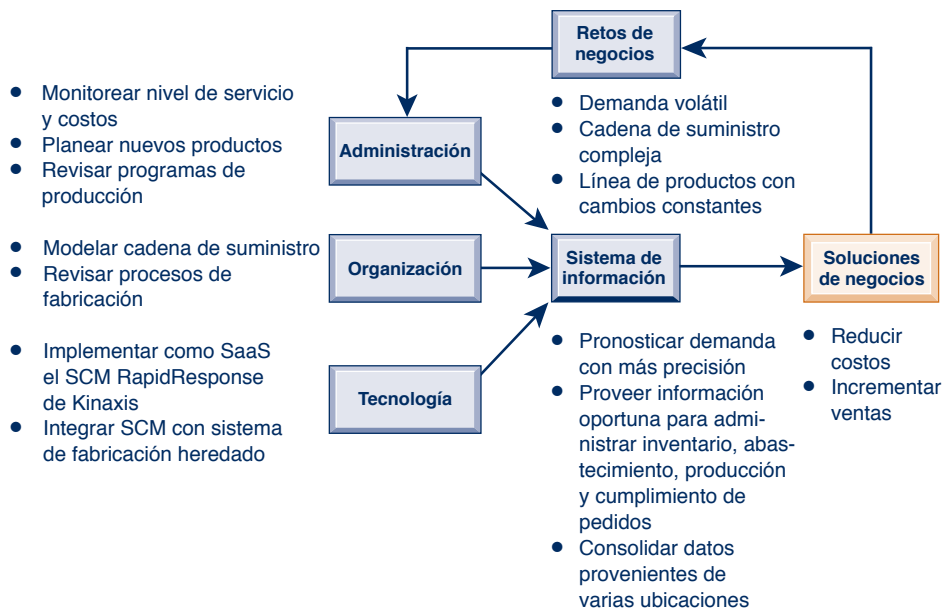 Retos de
negocios
• Demanda volátil
• Cadena de suministro
compleja
• Línea de productos con
cambios constantes
• Monitorear nivel de servicio
y costos
• Planear nuevos productos
• Revisar programas de
producción
Administración
• Modelar cadena de suministro
• Revisar procesos de
fabricación
Organización
• Implementar como SaaS
el SCM RapidResponse
de Kinaxis
• Integrar SCM con sistema
de fabricación heredado
Tecnología
Sistema de
información
• Pronosticar demanda
con más precisión
• Proveer información
oportuna para admi-
nistrar inventario, abas-
tecimiento, producción
y cumplimiento de
pedidos
• Consolidar datos
provenientes de
varias ubicaciones
Soluciones
de negocios
• Reducir
costos
• Incrementar
ventas